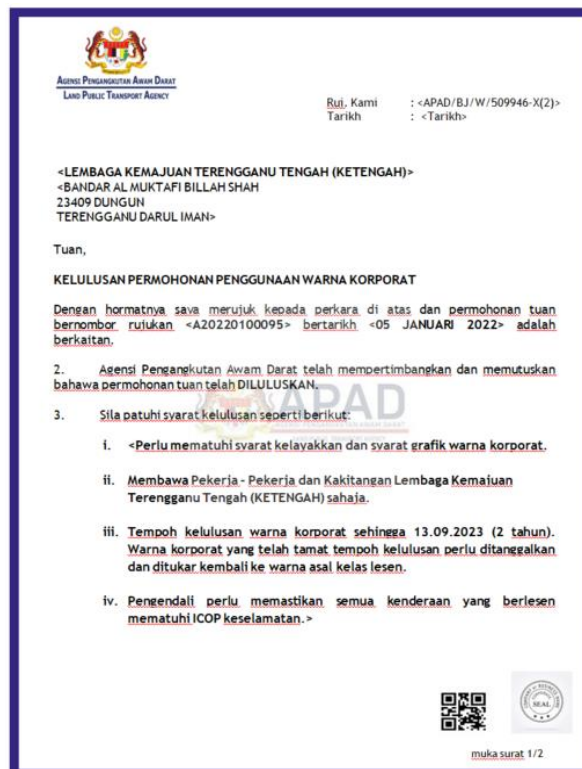 AGENSI PENGANGKUTAN AWAM DARAT
LAND PUBLIC TRANSPORT AGENCY
Ruj. Kami : <APAD/BJ/W/509946-X(2)>
Tarikh : <Tarikh>
<LEMBAGA KEMAJUAN TERENGGANU TENGAH (KETENGAH)>
<BANDAR AL MUKTAFI BILLAH SHAH
23409 DUNGUN
TERENGGANU DARUL IMAN>
Tuan,
KELULUSAN PERMOHONAN PENGGUNAAN WARNA KORPORAT
Dengan hormatnya saya merujuk kepada perkara di atas dan permohonan tuan
bernombor rujukan <A20220100095> bertarikh <05 JANUARI 2022> adalah
berkaitan.
2. Agensi Pengangkutan Awam Darat telah mempertimbangkan dan memutuskan
bahawa permohonan tuan telah DILULUSKAN.
APAD
AGENSI PENGANGKUTAN AWAM DARAT
3. Sila patuhi syarat kelulusan seperti berikut:
i. <Perlu mematuhi syarat kelayakkan dan syarat grafik warna korporat.
ii. Membawa Pekerja - Pekerja dan Kakitangan Lembaga Kemajuan
Terengganu Tengah (KETENGAH) sahaja.
iii. Tempoh kelulusan warna korporat sehingga 13.09.2023 (2 tahun).
Warna korporat yang telah tamat tempoh kelulusan perlu ditanggalkan
dan ditukar kembali ke warna asal kelas lesen.
iv. Pengendali perlu memastikan semua kenderaan yang berlesen
mematuhi ICOP keselamatan.>
SEAL
muka surat 1/2